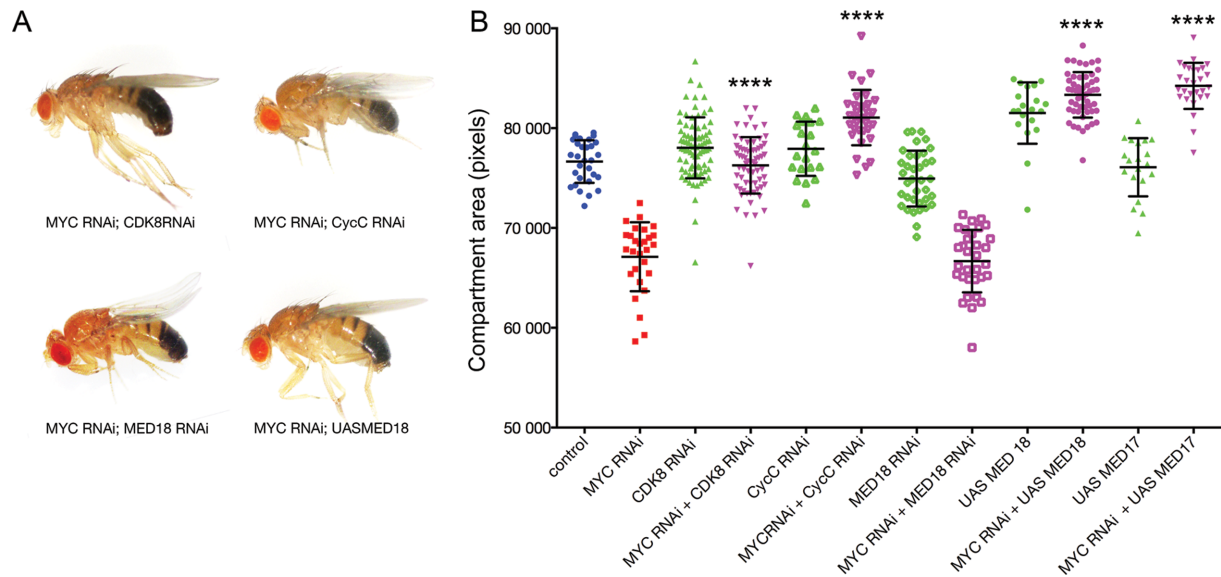 A
MYC RNAi; CDK8RNAi
MYC RNAi; CycC RNAi
MYC RNAi; MED18 RNAi
MYC RNAi; UASMED18
B
Compartment area (pixels)
90 000
80 000
70 000
60 000
50 000
****
****
****
****
control
MYC RNAi
CDK8 RNAi
MYC RNAi + CDK8 RNAi
CycC RNAi
MYCRNAi + CycC RNAi
MED18 RNAi
MYC RNAi + MED18 RNAi
UAS MED 18
MYC RNAi + UAS MED18
UAS MED17
MYC RNAi + UAS MED17